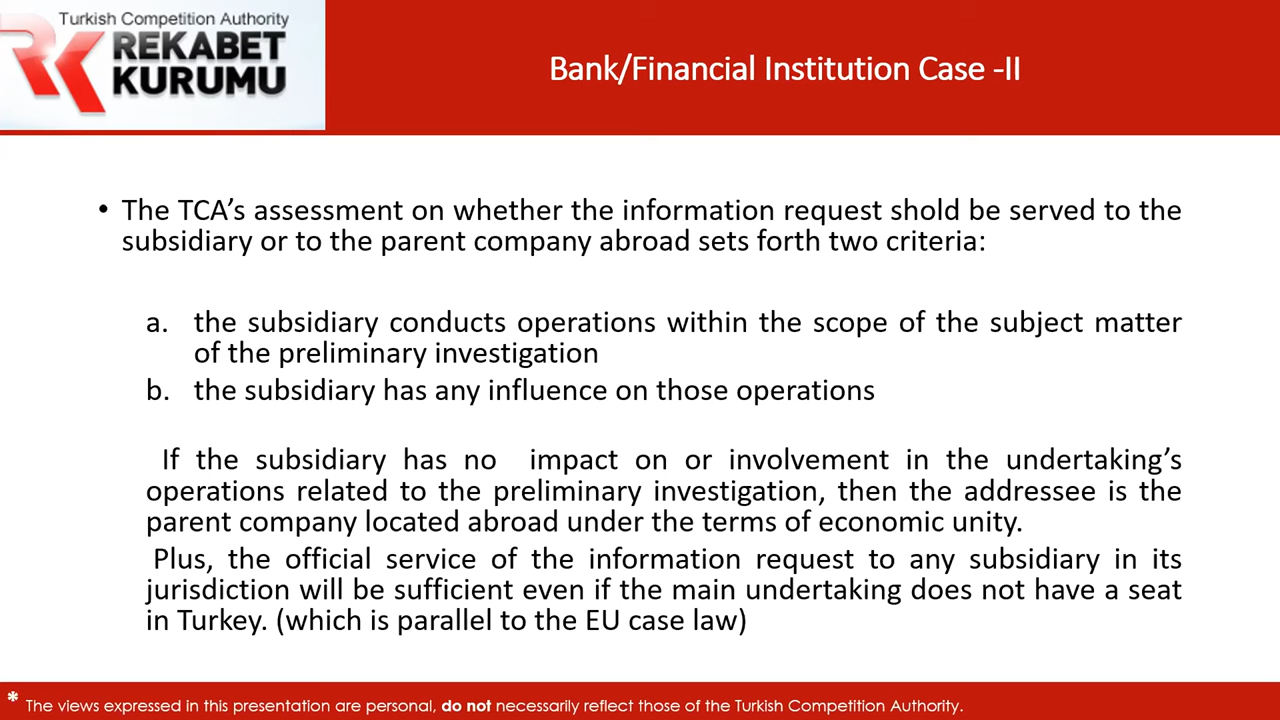 Turkish Competition Authority
REKABET
KURUMU
Bank/Financial Institution Case -II
• The TCA’s assessment on whether the information request shold be served to the
subsidiary or to the parent company abroad sets forth two criteria:
a. the subsidiary conducts operations within the scope of the subject matter
of the preliminary investigation
b. the subsidiary has any influence on those operations
If the subsidiary has no impact on or involvement in the undertaking’s
operations related to the preliminary investigation, then the addressee is the
parent company located abroad under the terms of economic unity.
Plus, the official service of the information request to any subsidiary in its
jurisdiction will be sufficient even if the main undertaking does not have a seat
in Turkey. (which is parallel to the EU case law)
* The views expressed in this presentation are personal, do not necessarily reflect those of the Turkish Competition Authority.